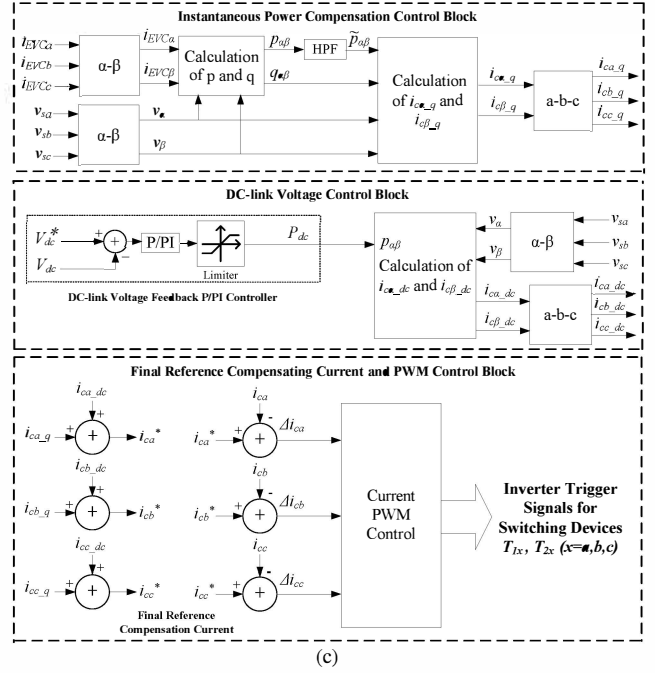 Instantaneous Power Compensation Control Block
i_EVCa
i_EVCb
i_EVCc
α-β
i_EVCα
i_EVCβ
Calculation
of p and q
p_αβ
HPF
p̃_αβ
q_αβ
v_sa
v_sb
v_sc
α-β
v_α
v_β
Calculation
of i_cα_q and
i_cβ_q
i_cα_q
i_cβ_q
a-b-c
i_ca_q
i_cb_q
i_cc_q
DC-link Voltage Control Block
V_dc*
V_dc
+
−
+
P/PI
Limiter
P_dc
DC-link Voltage Feedback P/PI Controller
p_αβ
Calculation of
i_cα_dc and i_cβ_dc
v_α
v_β
α-β
v_sa
v_sb
v_sc
i_cα_dc
i_cβ_dc
a-b-c
i_ca_dc
i_cb_dc
i_cc_dc
Final Reference Compensating Current and PWM Control Block
i_ca_dc
+
i_ca_q + + i_ca*
i_cb_dc
+
i_cb_q + + i_cb*
i_cc_dc
+
i_cc_q + + i_cc*
Final Reference
Compensation Current
i_ca
-
i_ca* + + Δi_ca
i_cb
-
i_cb* + + Δi_cb
i_cc
-
i_cc* + + Δi_cc
Current
PWM
Control
Inverter Trigger
Signals for
Switching Devices
T_1x, T_2x (x=a,b,c)
(c)